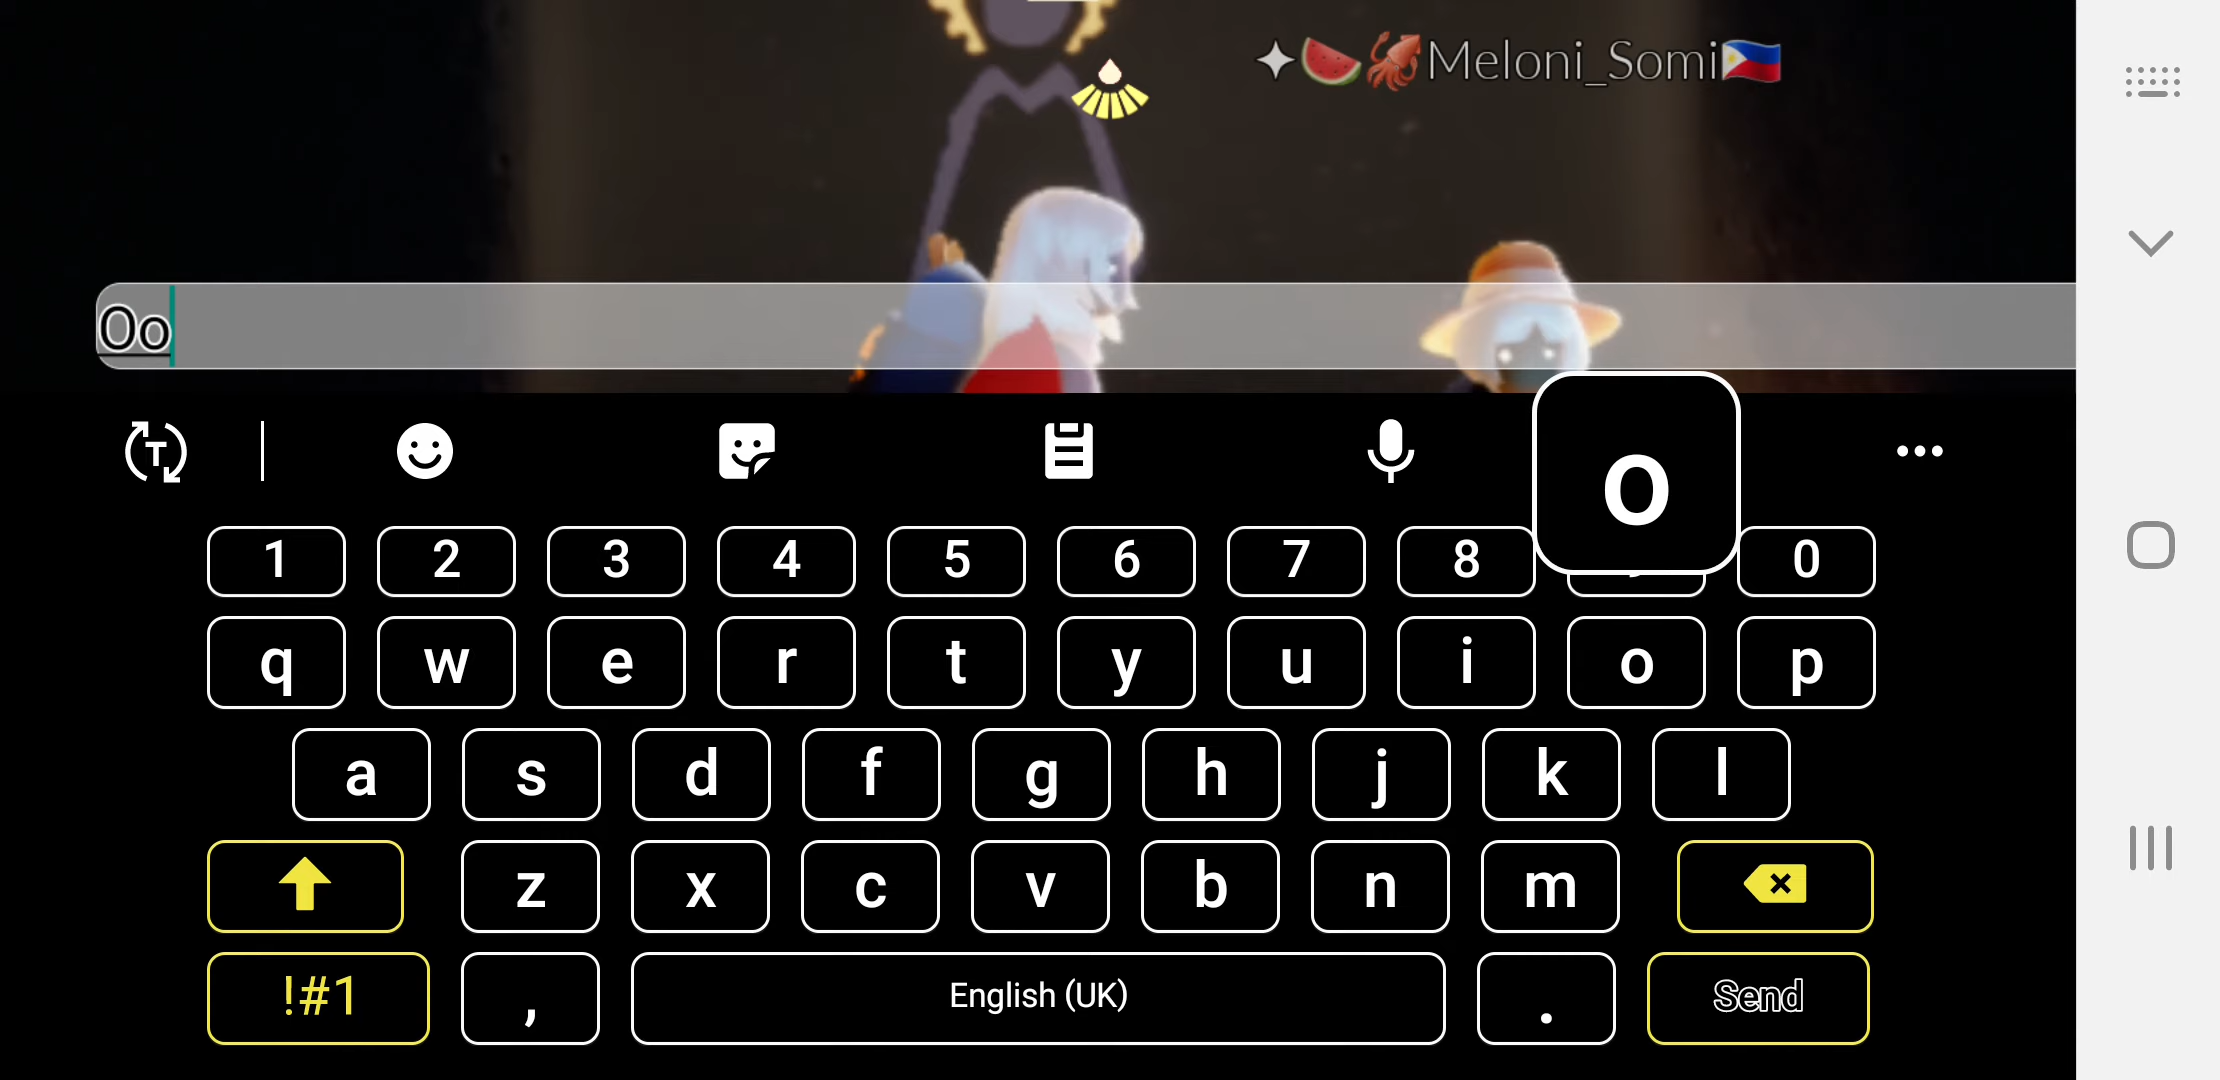 ✦🍉🦑Meloni_Somi🇵🇭
Oo
T
o
1 2 3 4 5 6 7 8 0
q w e r t y u i o p
a s d f g h j k l
z x c v b n m
!#1 , English (UK) . Send